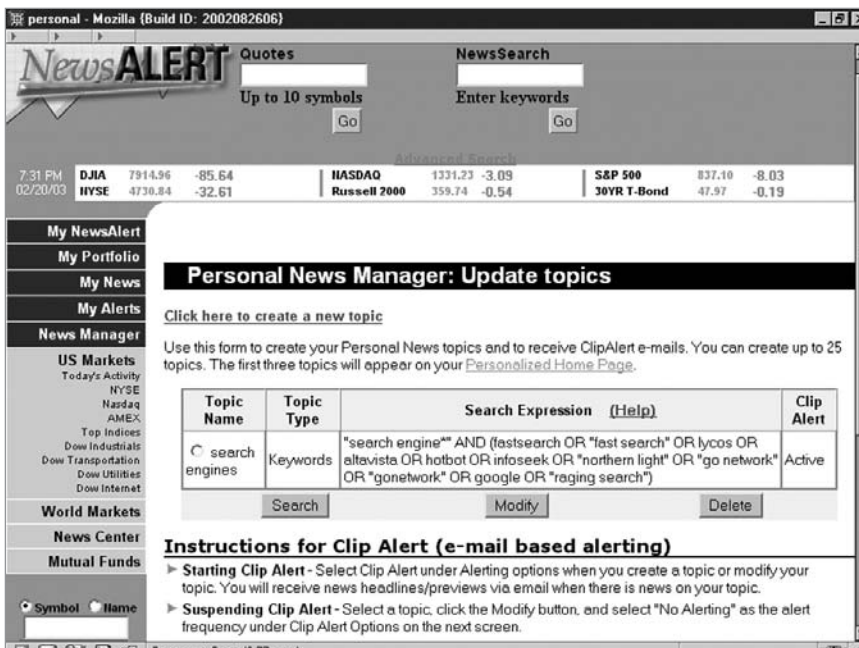 personal - Mozilla {Build ID: 2002082606}
NewsALERT
Quotes
NewsSearch
Up to 10 symbols
Enter keywords
Go
Go
Advanced Search
7:31 PM DJIA 7914.96 -85.64 NASDAQ 1331.23 -3.09 S&P 500 837.10 -8.03
02/20/03 NYSE 4730.84 -32.61 Russell 2000 359.74 -0.54 30YR T-Bond 47.97 -0.19
My NewsAlert
My Portfolio
My News
My Alerts
News Manager
US Markets
Today's Activity
NYSE
Nasdaq
AMEX
Top Indices
Dow Industrials
Dow Transportation
Dow Utilities
Dow Internet
World Markets
News Center
Mutual Funds
Symbol Name
Personal News Manager: Update topics
Click here to create a new topic
Use this form to create your Personal News topics and to receive ClipAlert e-mails. You can create up to 25
topics. The first three topics will appear on your Personalized Home Page.
Topic Name
Topic Type
Search Expression (Help)
Clip Alert
search engines
Keywords
"search engine*" AND (fastsearch OR "fast search" OR lycos OR
altavista OR hotbot OR infoseek OR "northern light" OR "go network"
OR "gonetwork" OR google OR "raging search")
Active
Search Modify Delete
Instructions for Clip Alert (e-mail based alerting)
Starting Clip Alert - Select Clip Alert under Alerting options when you create a topic or modify your
topic. You will receive news headlines/previews via email when there is news on your topic.
Suspending Clip Alert - Select a topic, click the Modify button, and select "No Alerting" as the alert
frequency under Clip Alert Options on the next screen.